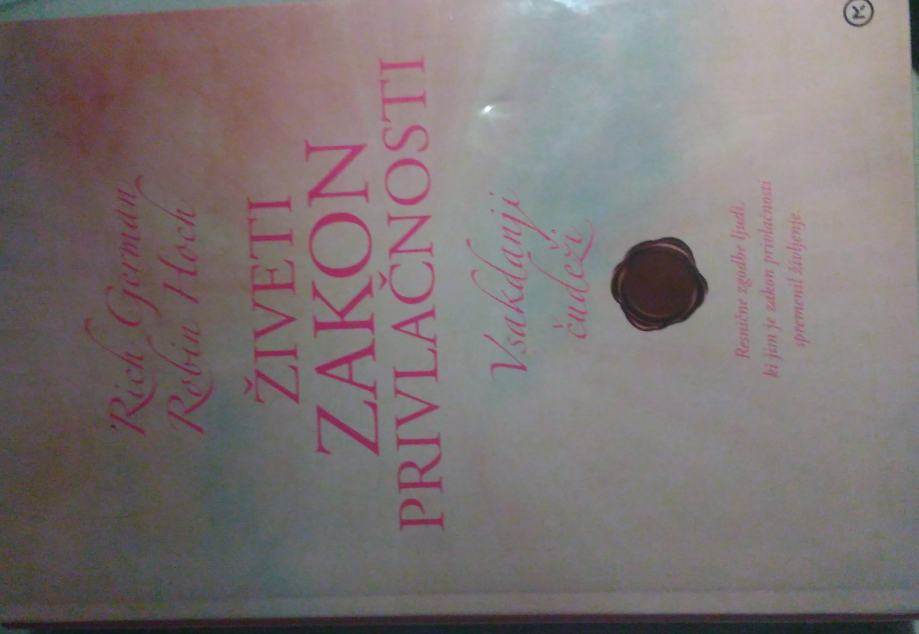 Rich German
Robin Hoch
ŽIVETI
ZAKON
PRIVLAČNOSTI
Vsakdanji
čudeži
Resnične zgodbe ljudi,
ki jim je zakon privlačnosti
spremenil življenje.